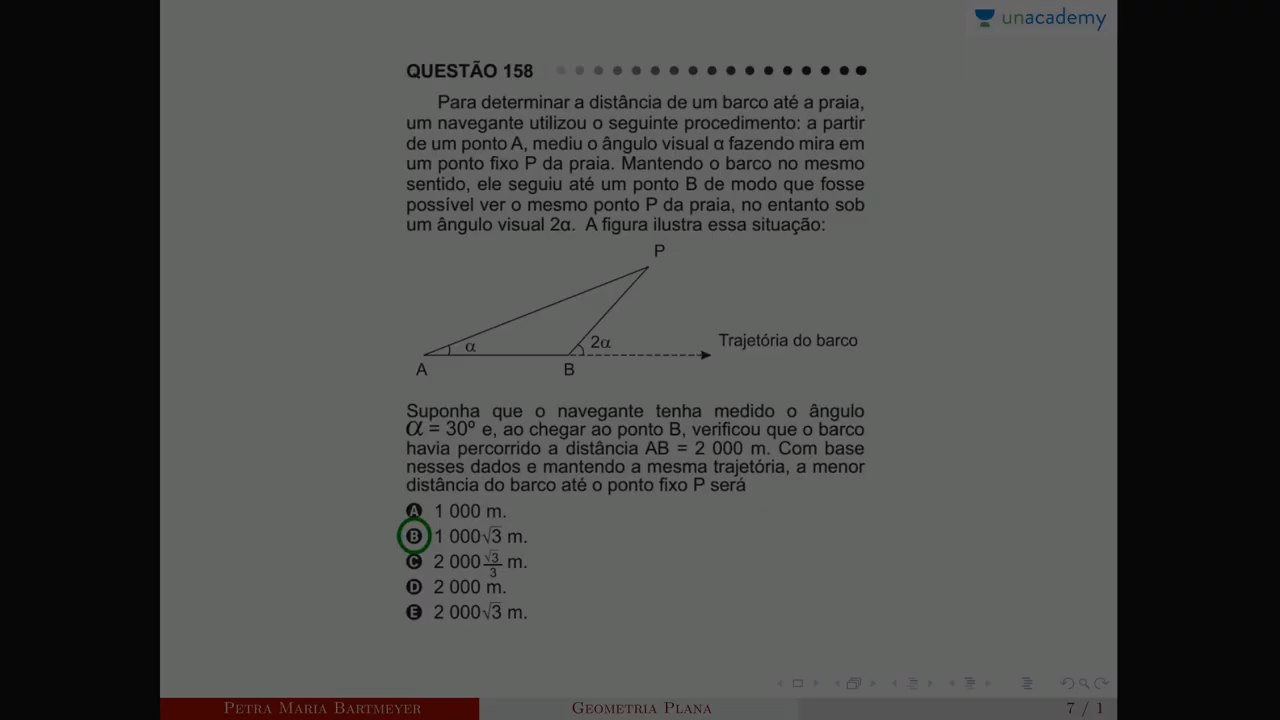 unacademy
QUESTÃO 158
Para determinar a distância de um barco até a praia,
um navegante utilizou o seguinte procedimento: a partir
de um ponto A, mediu o ângulo visual α fazendo mira em
um ponto fixo P da praia. Mantendo o barco no mesmo
sentido, ele seguiu até um ponto B de modo que fosse
possível ver o mesmo ponto P da praia, no entanto sob
um ângulo visual 2α. A figura ilustra essa situação:
P
α
2α
Trajetória do barco
A
B
Suponha que o navegante tenha medido o ângulo
α = 30º e, ao chegar ao ponto B, verificou que o barco
havia percorrido a distância AB = 2 000 m. Com base
nesses dados e mantendo a mesma trajetória, a menor
distância do barco até o ponto fixo P será
A 1 000 m.
B 1 000√3 m.
C 2 000 √3/3 m.
D 2 000 m.
E 2 000√3 m.
Petra Maria Bartmeyer
Geometria Plana
7 / 1